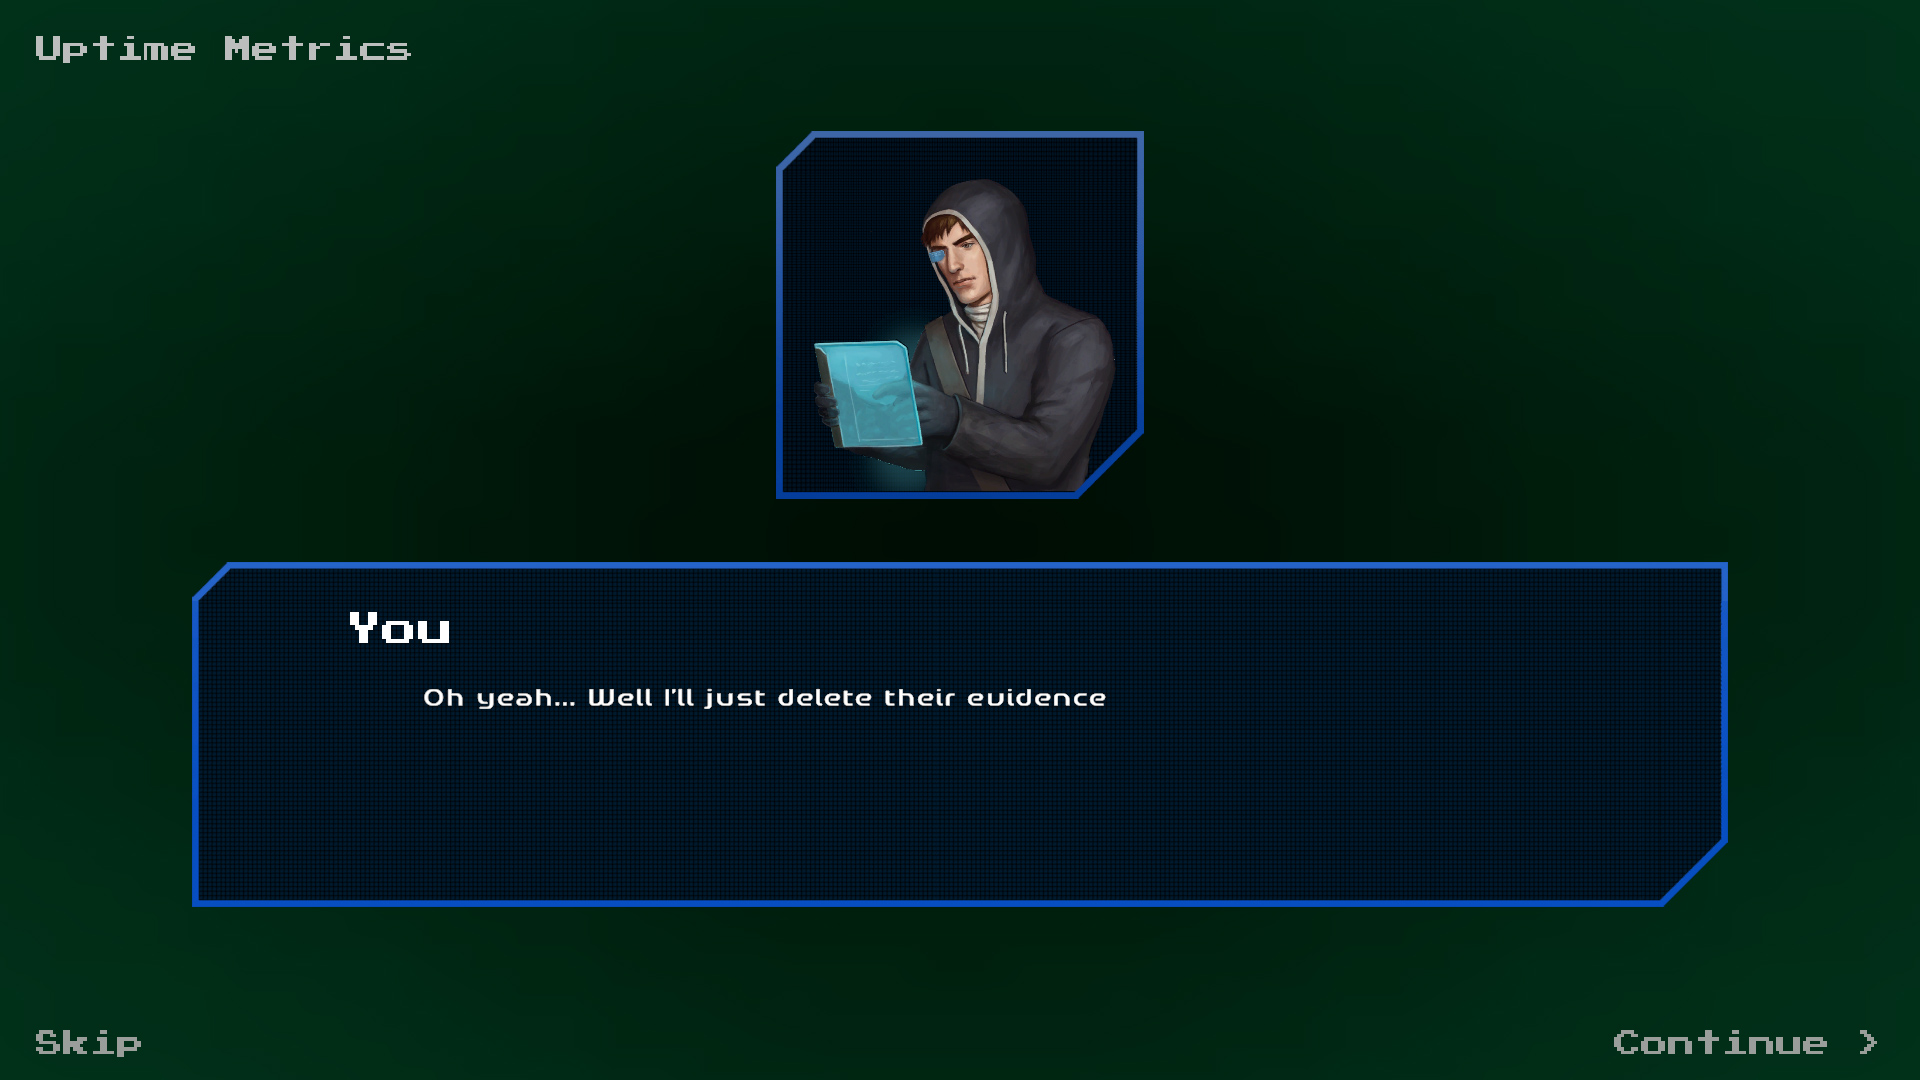 Uptime Metrics
You
Oh yeah... Well I'll just delete their evidence
Skip
Continue >